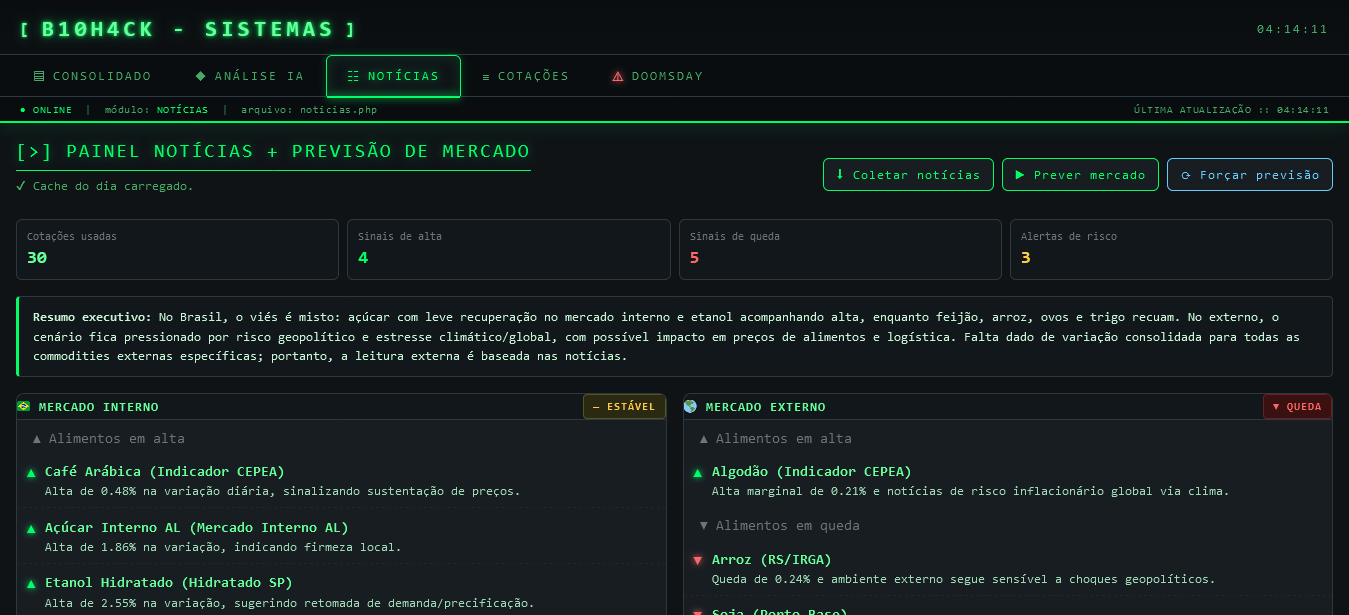 [ B10H4CK - SISTEMAS ]
04:14:11
CONSOLIDADO
ANÁLISE IA
NOTÍCIAS
COTAÇÕES
DOOMSDAY
● ONLINE | módulo: NOTÍCIAS | arquivo: noticias.php
ÚLTIMA ATUALIZAÇÃO :: 04:14:11
[>] PAINEL NOTÍCIAS + PREVISÃO DE MERCADO
✓ Cache do dia carregado.
⬇ Coletar notícias
▶ Prever mercado
⟳ Forçar previsão
Cotações usadas
30
Sinais de alta
4
Sinais de queda
5
Alertas de risco
3
Resumo executivo: No Brasil, o viés é misto: açúcar com leve recuperação no mercado interno e etanol acompanhando alta, enquanto feijão, arroz, ovos e trigo recuam. No externo, o
cenário fica pressionado por risco geopolítico e estresse climático/global, com possível impacto em preços de alimentos e logística. Falta dado de variação consolidada para todas as
commodities externas específicas; portanto, a leitura externa é baseada nas notícias.
MERCADO INTERNO
— ESTÁVEL
▲ Alimentos em alta
▲ Café Arábica (Indicador CEPEA)
Alta de 0.48% na variação diária, sinalizando sustentação de preços.
▲ Açúcar Interno AL (Mercado Interno AL)
Alta de 1.86% na variação, indicando firmeza local.
▲ Etanol Hidratado (Hidratado SP)
Alta de 2.55% na variação, sugerindo retomada de demanda/precificação.
MERCADO EXTERNO
▼ QUEDA
▲ Alimentos em alta
▲ Algodão (Indicador CEPEA)
Alta marginal de 0.21% e notícias de risco inflacionário global via clima.
▼ Alimentos em queda
▼ Arroz (RS/IRGA)
Queda de 0.24% e ambiente externo segue sensível a choques geopolíticos.
▼ Soja (Porto Base)